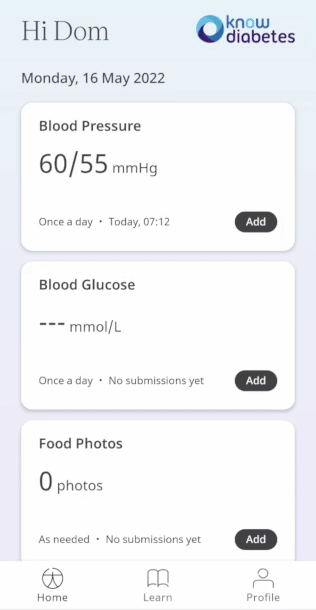 Hi Dom
know
diabetes
Monday, 16 May 2022
Blood Pressure
60/55 mmHg
Once a day • Today, 07:12
Add
Blood Glucose
--- mmol/L
Once a day • No submissions yet
Add
Food Photos
0 photos
As needed • No submissions yet
Add
Home
Learn
Profile